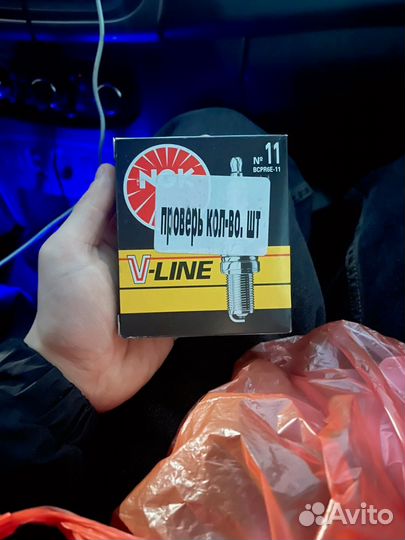 NGK
№ 11
BCPR6E-11
проверь кол-во. шт
V-LINE
Avito